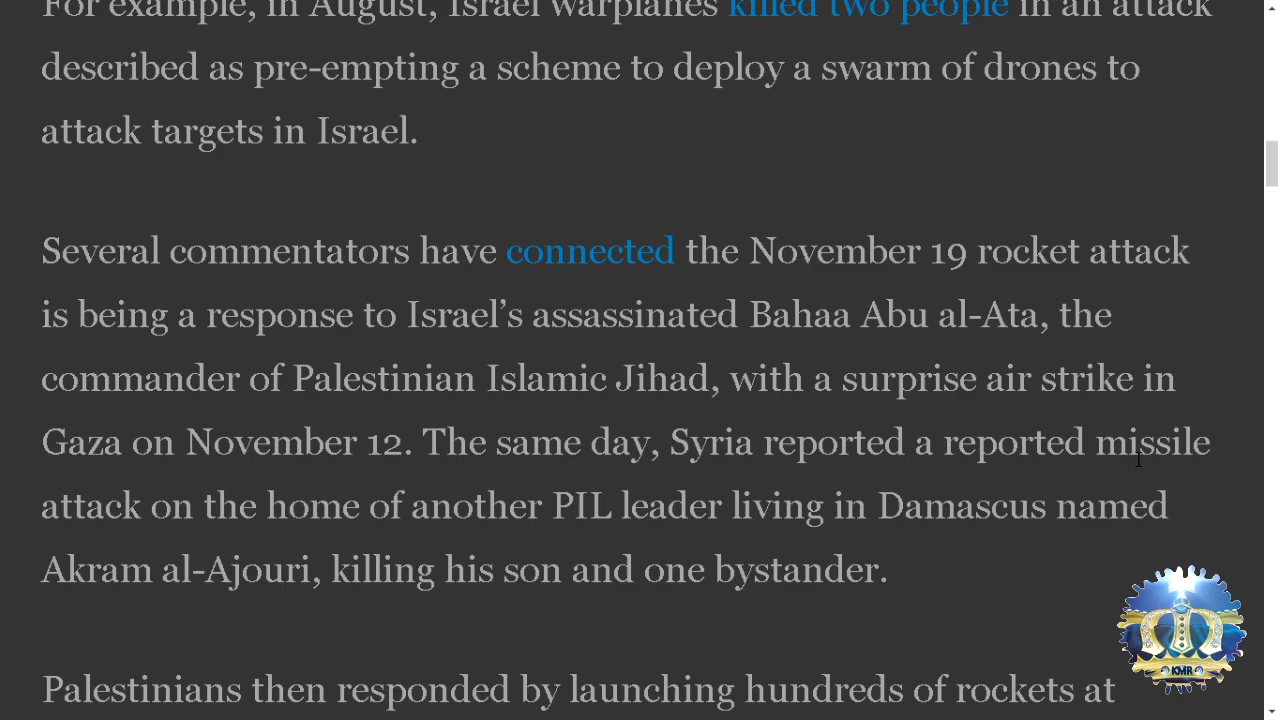 For example, in August, Israel warplanes killed two people in an attack
described as pre-empting a scheme to deploy a swarm of drones to
attack targets in Israel.
Several commentators have connected the November 19 rocket attack
is being a response to Israel’s assassinated Bahaa Abu al-Ata, the
commander of Palestinian Islamic Jihad, with a surprise air strike in
Gaza on November 12. The same day, Syria reported a reported missile
attack on the home of another PIL leader living in Damascus named
Akram al-Ajouri, killing his son and one bystander.
Palestinians then responded by launching hundreds of rockets at
KMR